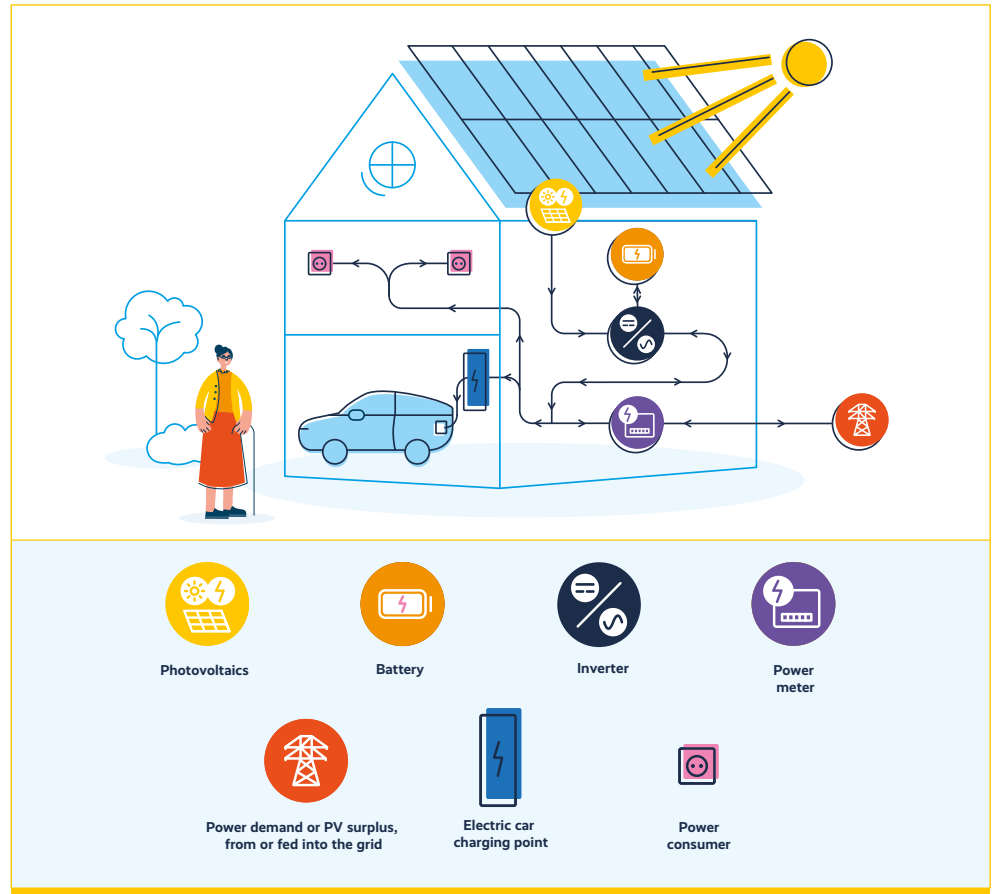 Photovoltaics
Battery
Inverter
Power
meter
Power demand or PV surplus,
from or fed into the grid
Electric car
charging point
Power
consumer